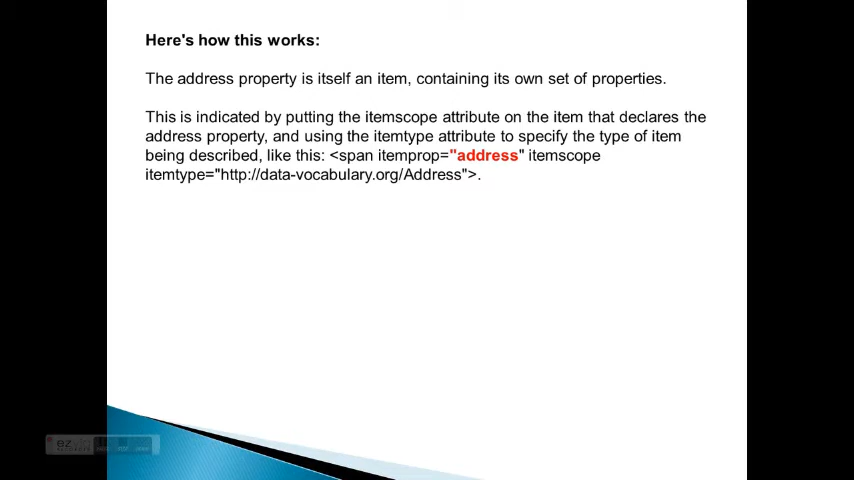 Here's how this works:
The address property is itself an item, containing its own set of properties.
This is indicated by putting the itemscope attribute on the item that declares the
address property, and using the itemtype attribute to specify the type of item
being described, like this: <span itemprop="address" itemscope
itemtype="http://data-vocabulary.org/Address">.
ezvid